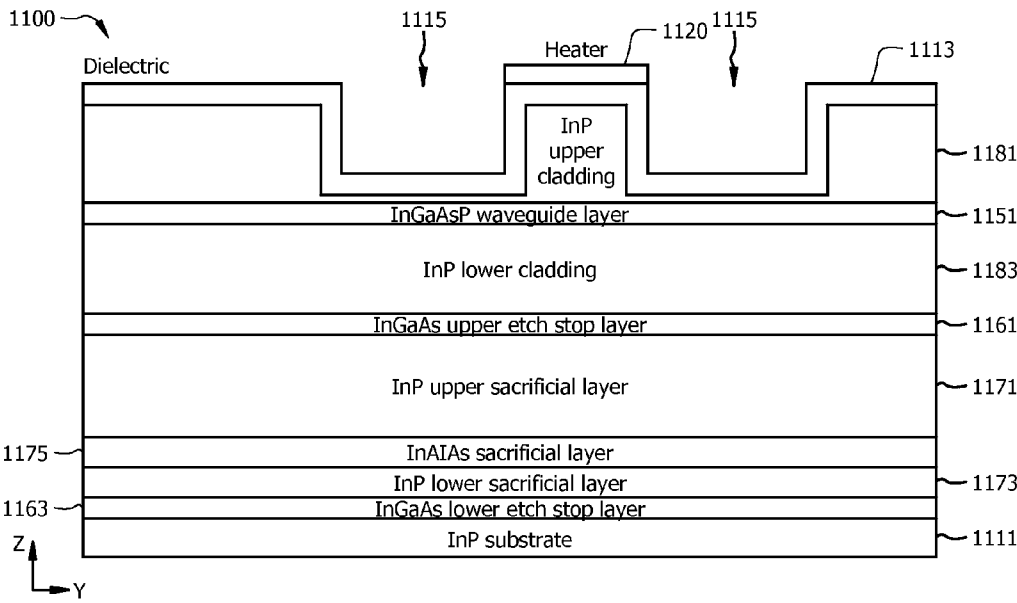 1100
1115
1120
1115
Heater
1113
Dielectric
InP
upper
cladding
1181
InGaAsP waveguide layer
1151
InP lower cladding
1183
InGaAs upper etch stop layer
1161
InP upper sacrificial layer
1171
1175
InAIAs sacrificial layer
InP lower sacrificial layer
1173
1163
InGaAs lower etch stop layer
InP substrate
1111
Z
Y